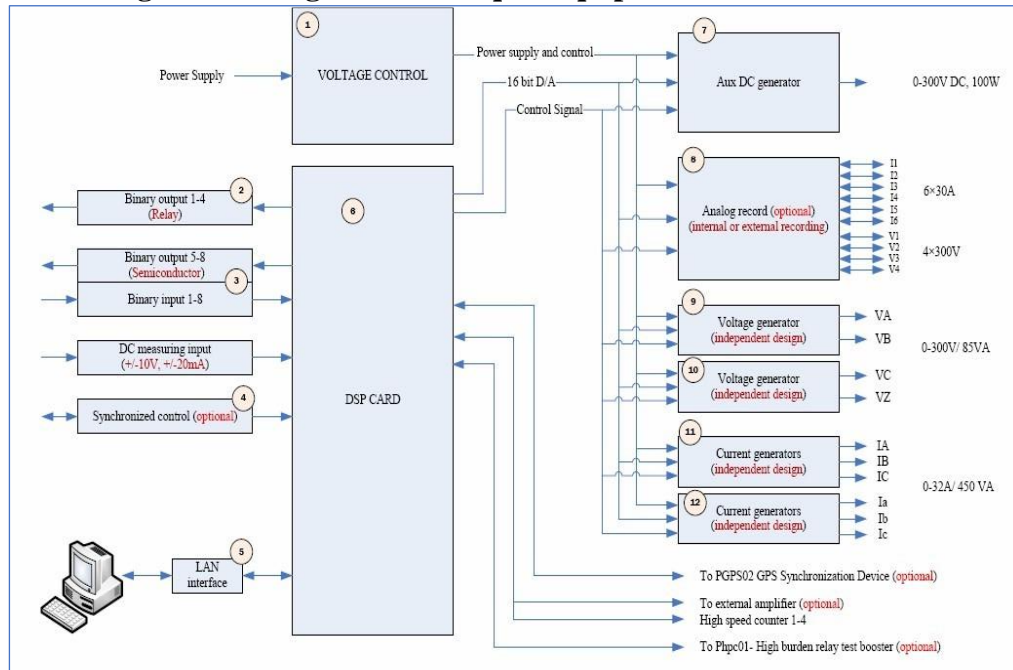 1
VOLTAGE CONTROL
Power Supply
Power supply and control
16 bit D/A
Control Signal
7
Aux DC generator
0-300V DC, 100W
2
Binary output 1-4
(Relay)
Binary output 5-8
(Semiconductor)
3
Binary input 1-8
DC measuring input
(+/-10V, +/-20mA)
4
Synchronized control (optional)
5
LAN
interface
6
DSP CARD
8
Analog record (optional)
(internal or external recording)
I1
I2
I3
I4
I5
I6
V1
V2
V3
V4
6×30A
4×300V
9
Voltage generator
(independent design)
VA
VB
0-300V/ 85VA
10
Voltage generator
(independent design)
VC
VZ
11
Current generators
(independent design)
IA
IB
IC
0-32A/ 450 VA
12
Current generators
(independent design)
Ia
Ib
Ic
To PGPS02 GPS Synchronization Device (optional)
To external amplifier (optional)
High speed counter 1-4
To Phpc01- High burden relay test booster (optional)